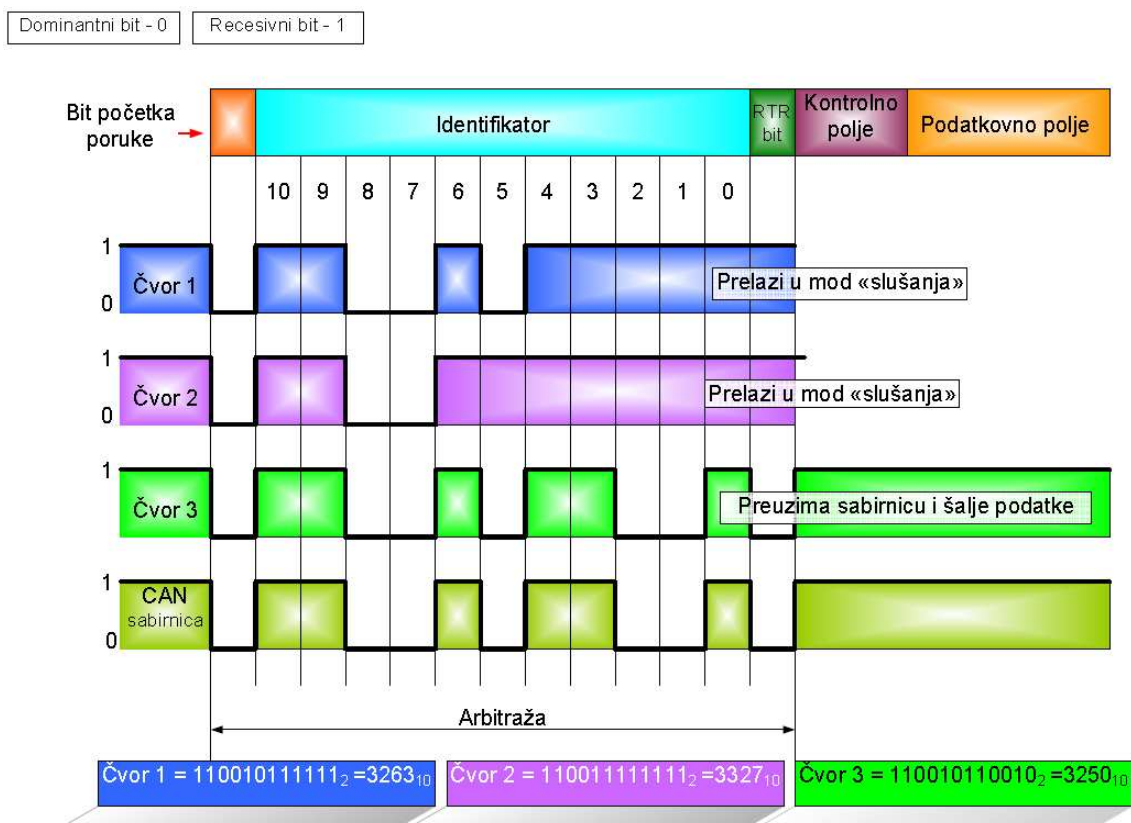 Dominantni bit - 0
Recesivni bit - 1
Bit početka
poruke
Identifikator
RTR
bit
Kontrolno
polje
Podatkovno polje
10 9 8 7 6 5 4 3 2 1 0
1
Čvor 1
0
Prelazi u mod «slušanja»
1
Čvor 2
0
Prelazi u mod «slušanja»
1
Čvor 3
0
Preuzima sabirnicu i šalje podatke
1
CAN
sabirnica
0
Arbitraža
Čvor 1 = 110010111111₂ =3263₁₀
Čvor 2 = 110011111111₂ =3327₁₀
Čvor 3 = 110010110010₂ =3250₁₀